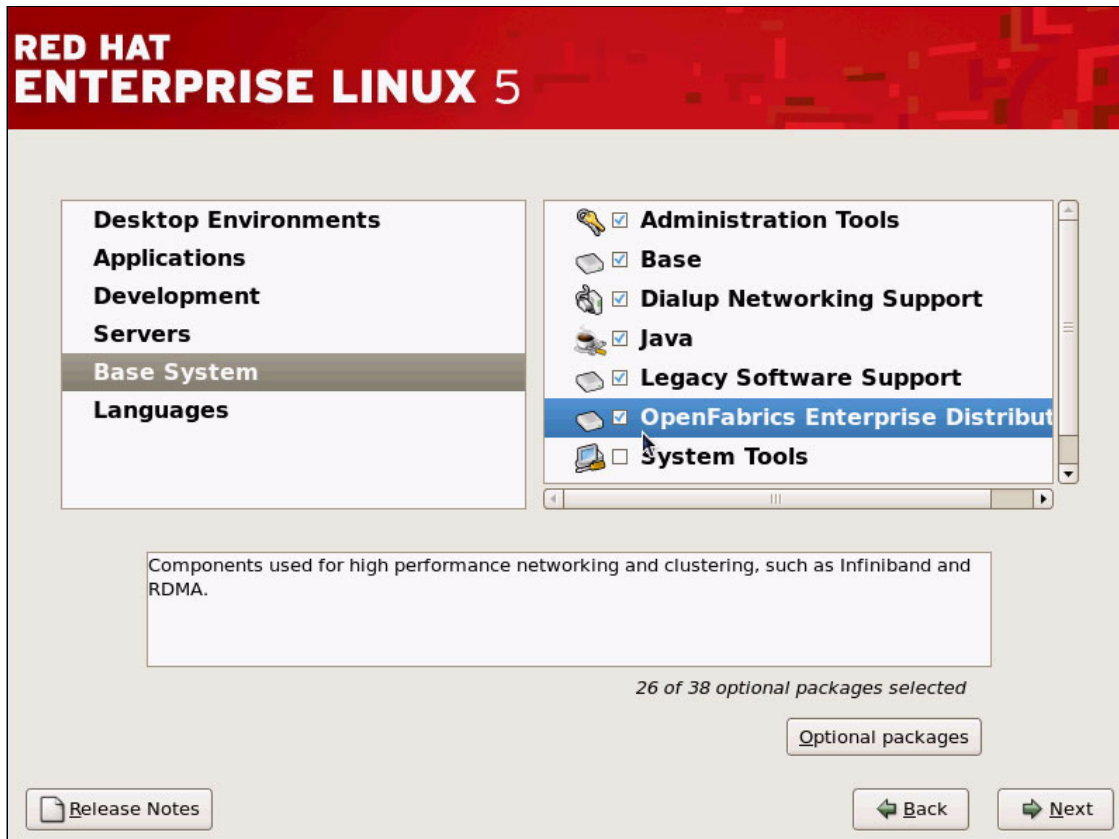 RED HAT
ENTERPRISE LINUX 5
Desktop Environments
Applications
Development
Servers
Base System
Languages
Administration Tools
Base
Dialup Networking Support
Java
Legacy Software Support
OpenFabrics Enterprise Distribut
System Tools
Components used for high performance networking and clustering, such as Infiniband and
RDMA.
26 of 38 optional packages selected
Optional packages
Release Notes
Back
Next